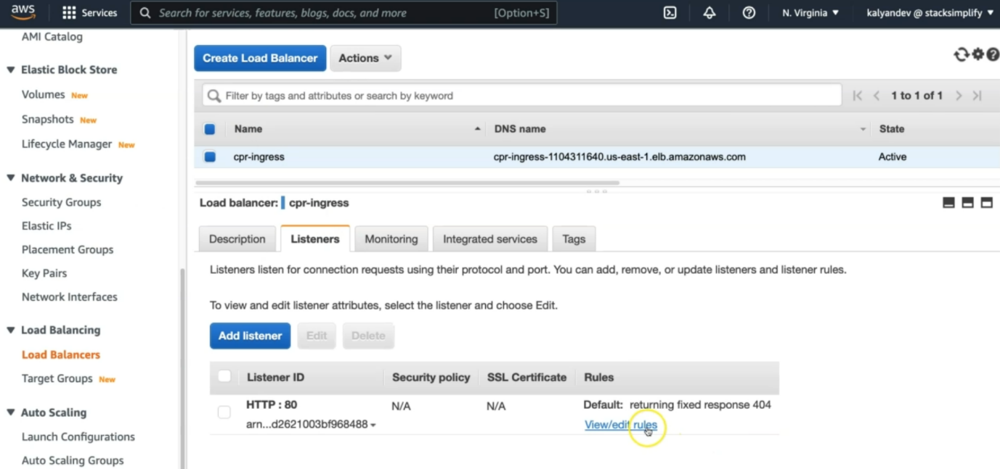 aws Services Search for services, features, blogs, docs, and more [Option+S] N. Virginia ▼ kalyandev @ stacksimplify ▼
AMI Catalog
▼ Elastic Block Store
Volumes New
Snapshots New
Lifecycle Manager New
▼ Network & Security
Security Groups
Elastic IPs
Placement Groups
Key Pairs
Network Interfaces
▼ Load Balancing
Load Balancers
Target Groups New
▼ Auto Scaling
Launch Configurations
Auto Scaling Groups
Create Load Balancer Actions
Filter by tags and attributes or search by keyword 1 to 1 of 1
Name DNS name State
cpr-ingress cpr-ingress-1104311640.us-east-1.elb.amazonaws.com Active
Load balancer: cpr-ingress
Description Listeners Monitoring Integrated services Tags
Listeners listen for connection requests using their protocol and port. You can add, remove, or update listeners and listener rules.
To view and edit listener attributes, select the listener and choose Edit.
Add listener Edit Delete
Listener ID Security policy SSL Certificate Rules
HTTP : 80 N/A N/A Default: returning fixed response 404
arn...d2621003bf968488 View/edit rules